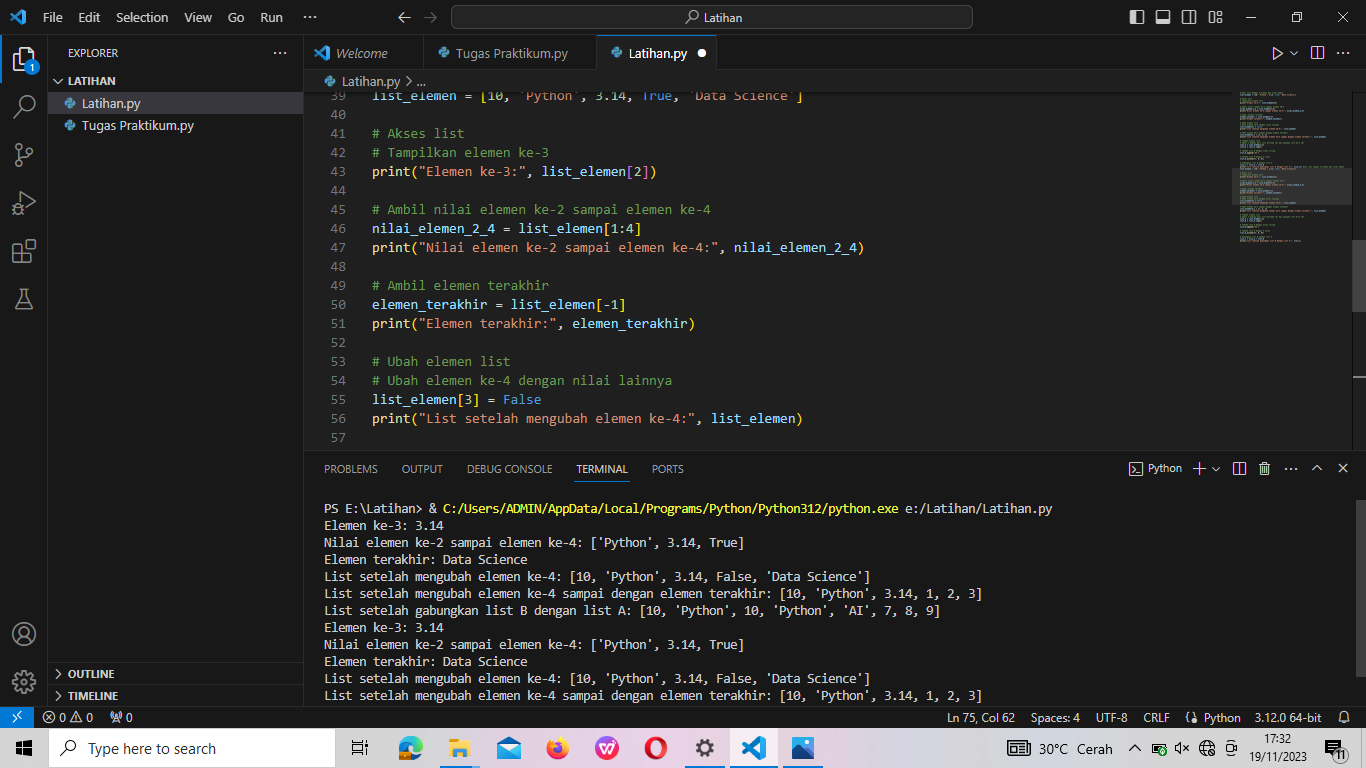 File Edit Selection View Go Run ··· Latihan
EXPLORER ···
1
LATIHAN
Latihan.py
Tugas Praktikum.py
OUTLINE
TIMELINE
Welcome Tugas Praktikum.py Latihan.py
Latihan.py > ...
39 list_elemen = [10, 'Python', 3.14, True, 'Data Science']
40
41 # Akses list
42 # Tampilkan elemen ke-3
43 print("Elemen ke-3:", list_elemen[2])
44
45 # Ambil nilai elemen ke-2 sampai elemen ke-4
46 nilai_elemen_2_4 = list_elemen[1:4]
47 print("Nilai elemen ke-2 sampai elemen ke-4:", nilai_elemen_2_4)
48
49 # Ambil elemen terakhir
50 elemen_terakhir = list_elemen[-1]
51 print("Elemen terakhir:", elemen_terakhir)
52
53 # Ubah elemen list
54 # Ubah elemen ke-4 dengan nilai lainnya
55 list_elemen[3] = False
56 print("List setelah mengubah elemen ke-4:", list_elemen)
57
PROBLEMS OUTPUT DEBUG CONSOLE TERMINAL PORTS Python
PS E:\Latihan> & C:/Users/ADMIN/AppData/Local/Programs/Python/Python312/python.exe e:/Latihan/Latihan.py
Elemen ke-3: 3.14
Nilai elemen ke-2 sampai elemen ke-4: ['Python', 3.14, True]
Elemen terakhir: Data Science
List setelah mengubah elemen ke-4: [10, 'Python', 3.14, False, 'Data Science']
List setelah mengubah elemen ke-4 sampai dengan elemen terakhir: [10, 'Python', 3.14, 1, 2, 3]
List setelah gabungkan list B dengan list A: [10, 'Python', 10, 'Python', 'AI', 7, 8, 9]
Elemen ke-3: 3.14
Nilai elemen ke-2 sampai elemen ke-4: ['Python', 3.14, True]
Elemen terakhir: Data Science
List setelah mengubah elemen ke-4: [10, 'Python', 3.14, False, 'Data Science']
List setelah mengubah elemen ke-4 sampai dengan elemen terakhir: [10, 'Python', 3.14, 1, 2, 3]
0 0 0 Ln 75, Col 62 Spaces: 4 UTF-8 CRLF Python 3.12.0 64-bit
Type here to search 30°C Cerah 17:32
19/11/2023 11